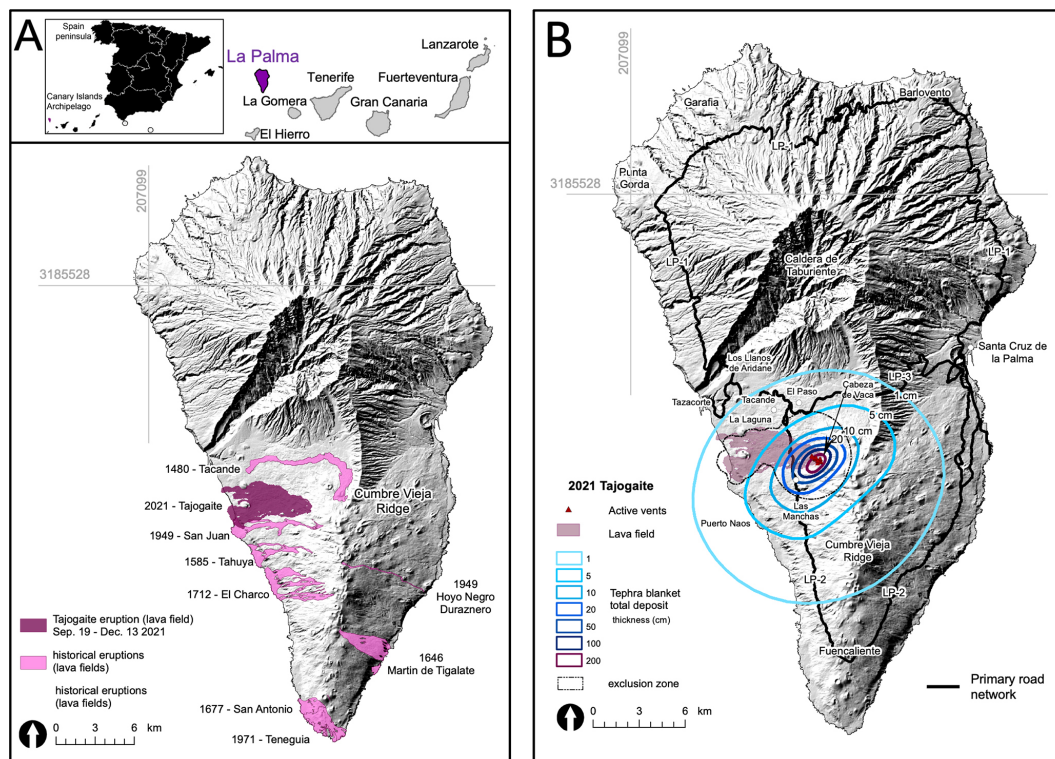 A
Spain
peninsula
Canary Islands
Archipelago
La Palma
La Gomera
El Hierro
Tenerife
Gran Canaria
Fuerteventura
Lanzarote
207099
3185528
1480 - Tacande
Cumbre Vieja
Ridge
2021 - Tajogaite
1949 - San Juan
1585 - Tahuya
1712 - El Charco
1949
Hoyo Negro
Duraznero
Tajogaite eruption (lava field)
Sep. 19 - Dec. 13 2021
historical eruptions
(lava fields)
historical eruptions
(lava fields)
1646
Martin de Tigalate
1677 - San Antonio
1971 - Teneguia
0 3 6 km
B
207099
3185528
Garafia
Barlovento
LP-1
Punta
Gorda
LP-1
LP-1
Caldera de
Taburiente
Santa Cruz de
la Palma
Los Llanos
de Aridane
LP-3
Tazacorte
Tacande
El Paso
Cabeza
de Vaca
1 cm
La Laguna
5 cm
10 cm
20
Las
Manchas
Puerto Naos
Cumbre Vieja
Ridge
LP-2
LP-2
Fuencaliente
2021 Tajogaite
Active vents
Lava field
1
5
10
20
50
100
200
Tephra blanket
total deposit
thickness (cm)
exclusion zone
0 3 6 km
Primary road
network